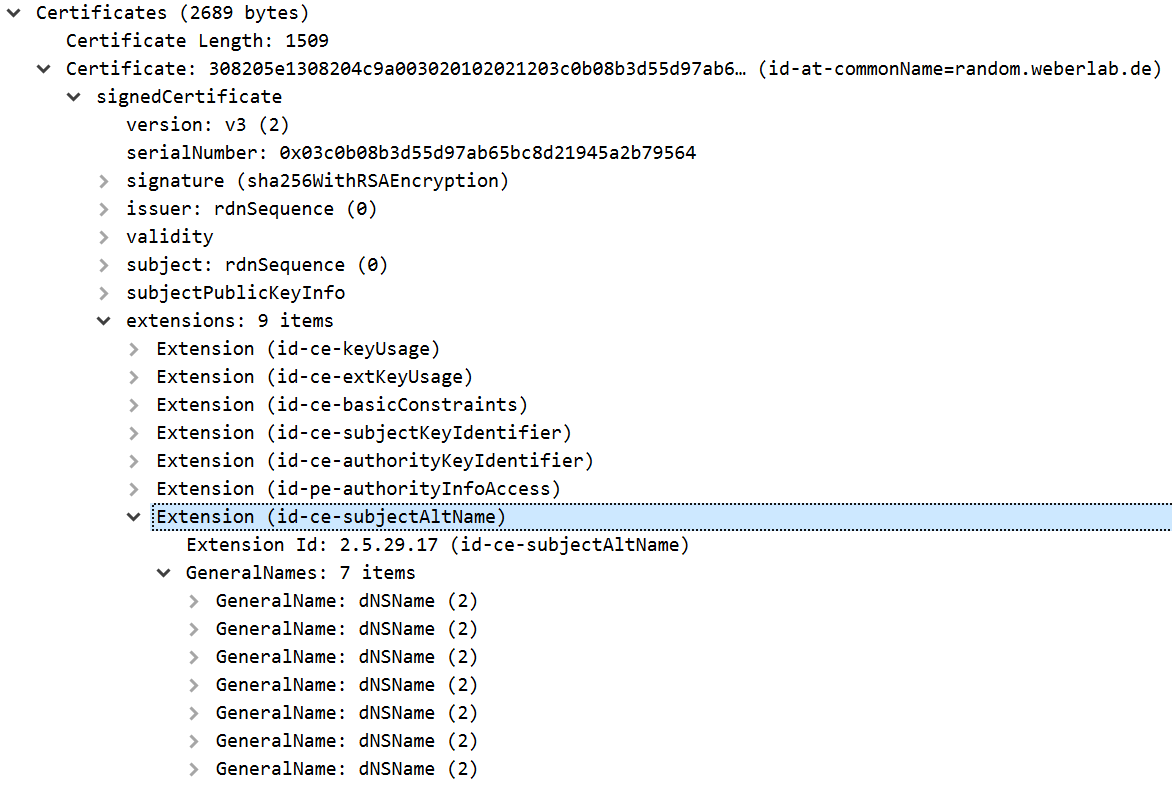 Certificates (2689 bytes)
Certificate Length: 1509
Certificate: 308205e1308204c9a003020102021203c0b08b3d55d97ab6… (id-at-commonName=random.weberlab.de)
signedCertificate
version: v3 (2)
serialNumber: 0x03c0b08b3d55d97ab65bc8d21945a2b79564
signature (sha256WithRSAEncryption)
issuer: rdnSequence (0)
validity
subject: rdnSequence (0)
subjectPublicKeyInfo
extensions: 9 items
Extension (id-ce-keyUsage)
Extension (id-ce-extKeyUsage)
Extension (id-ce-basicConstraints)
Extension (id-ce-subjectKeyIdentifier)
Extension (id-ce-authorityKeyIdentifier)
Extension (id-pe-authorityInfoAccess)
Extension (id-ce-subjectAltName)
Extension Id: 2.5.29.17 (id-ce-subjectAltName)
GeneralNames: 7 items
GeneralName: dNSName (2)
GeneralName: dNSName (2)
GeneralName: dNSName (2)
GeneralName: dNSName (2)
GeneralName: dNSName (2)
GeneralName: dNSName (2)
GeneralName: dNSName (2)